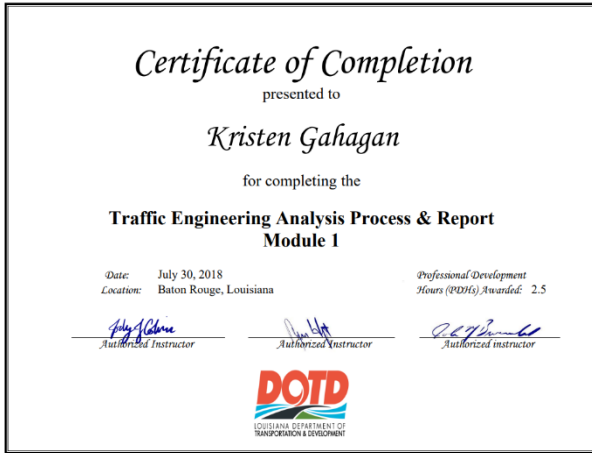 Certificate of Completion
presented to
Kristen Gahagan
for completing the
Traffic Engineering Analysis Process & Report
Module 1
Date: July 30, 2018
Location: Baton Rouge, Louisiana
Professional Development
Hours (PDHs) Awarded: 2.5
Authorized Instructor
Authorized Instructor
Authorized instructor
DOTD
LOUISIANA DEPARTMENT OF
TRANSPORTATION & DEVELOPMENT